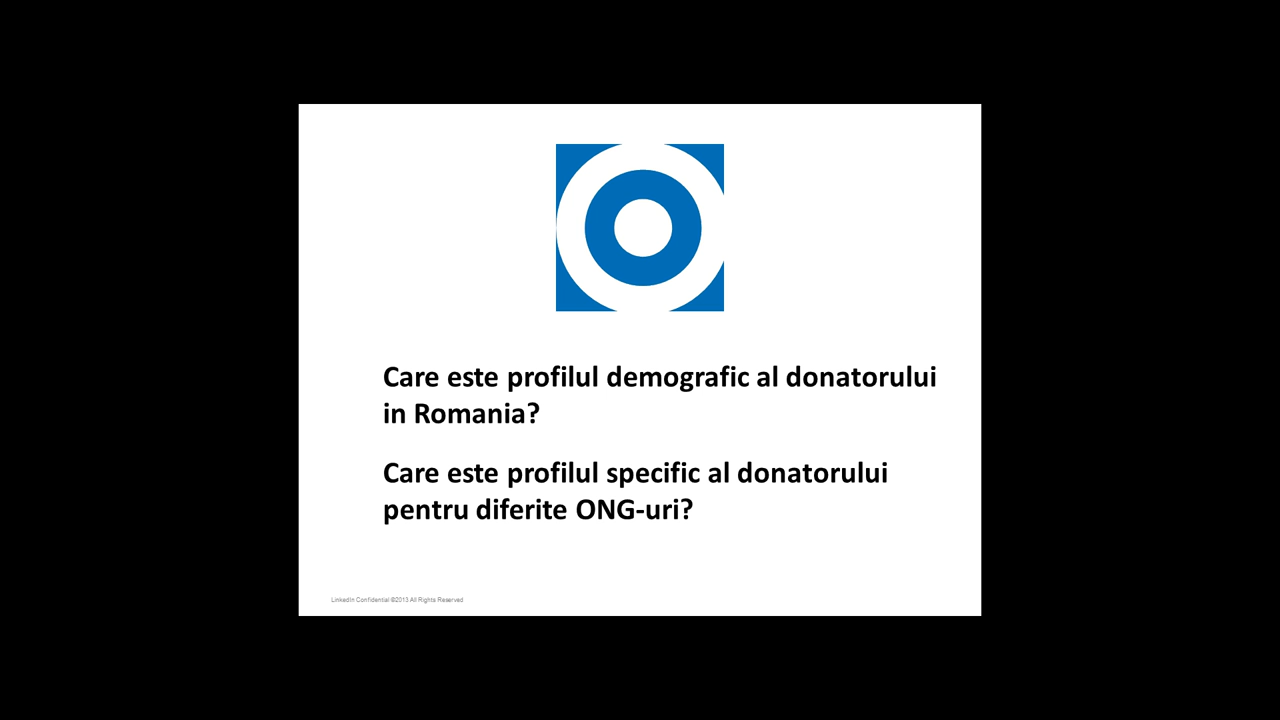 Care este profilul demografic al donatorului
in Romania?
Care este profilul specific al donatorului
pentru diferite ONG-uri?
LinkedIn Confidential ©2013 All Rights Reserved